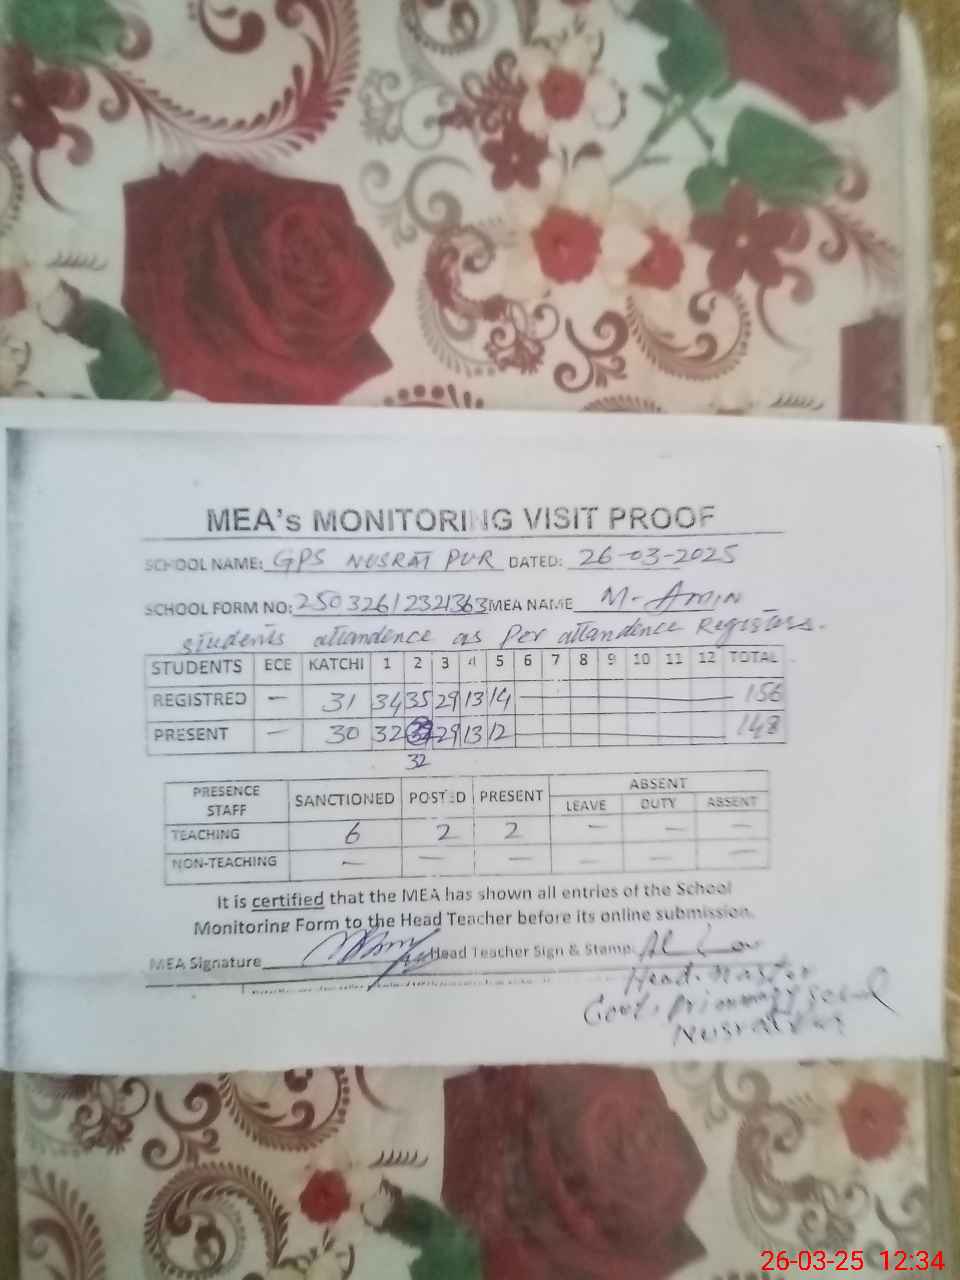 MEA's MONITORING VISIT PROOF
SCHOOL NAME: GPS NUSRAT PUR DATED: 26-03-2025
SCHOOL FORM NO: 25032612321363 MEA NAME M-AMIN
students attandence as Per attandence Registers.
STUDENTS ECE KATCHI 1 2 3 4 5 6 7 8 9 10 11 12 TOTAL
REGISTRED — 31 34 35 29 13 14 — 156
PRESENT — 30 32 29 13 12 — 148
32
PRESENCE STAFF SANCTIONED POSTED PRESENT ABSENT
LEAVE DUTY ABSENT
TEACHING 6 2 2 — — —
NON-TEACHING — — — — — —
It is certified that the MEA has shown all entries of the School
Monitoring Form to the Head Teacher before its online submission.
MEA Signature Head Teacher Sign & Stamp:
Head. Master
Govt. Primary School
Nusrat Pur
26-03-25 12:34